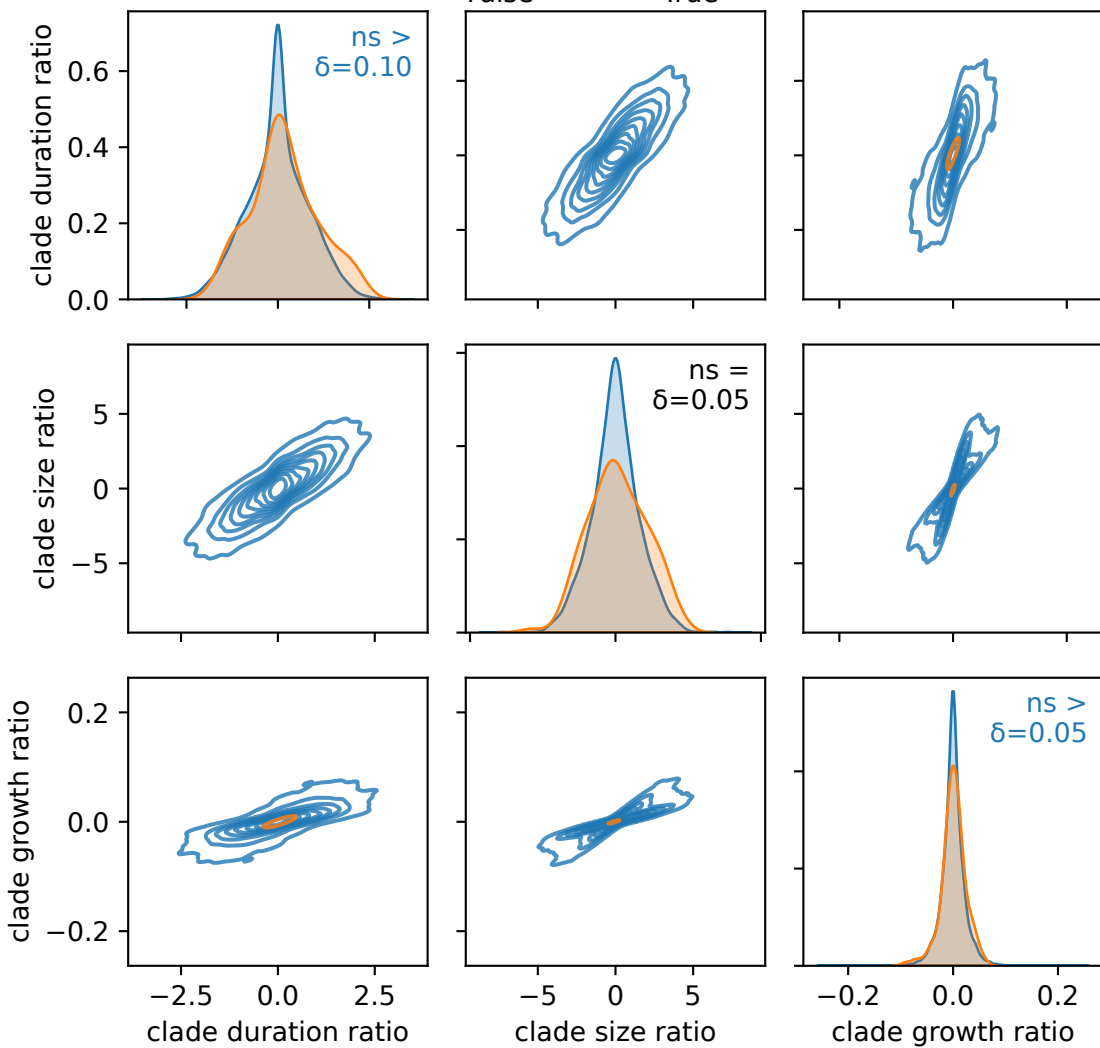 clade duration ratio
0.6
0.4
0.2
0.0
ns >
δ=0.10
clade size ratio
5
0
−5
ns =
δ=0.05
clade growth ratio
0.2
0.0
−0.2
ns >
δ=0.05
−2.5 0.0 2.5
−5 0 5
−0.2 0.0 0.2
clade duration ratio
clade size ratio
clade growth ratio